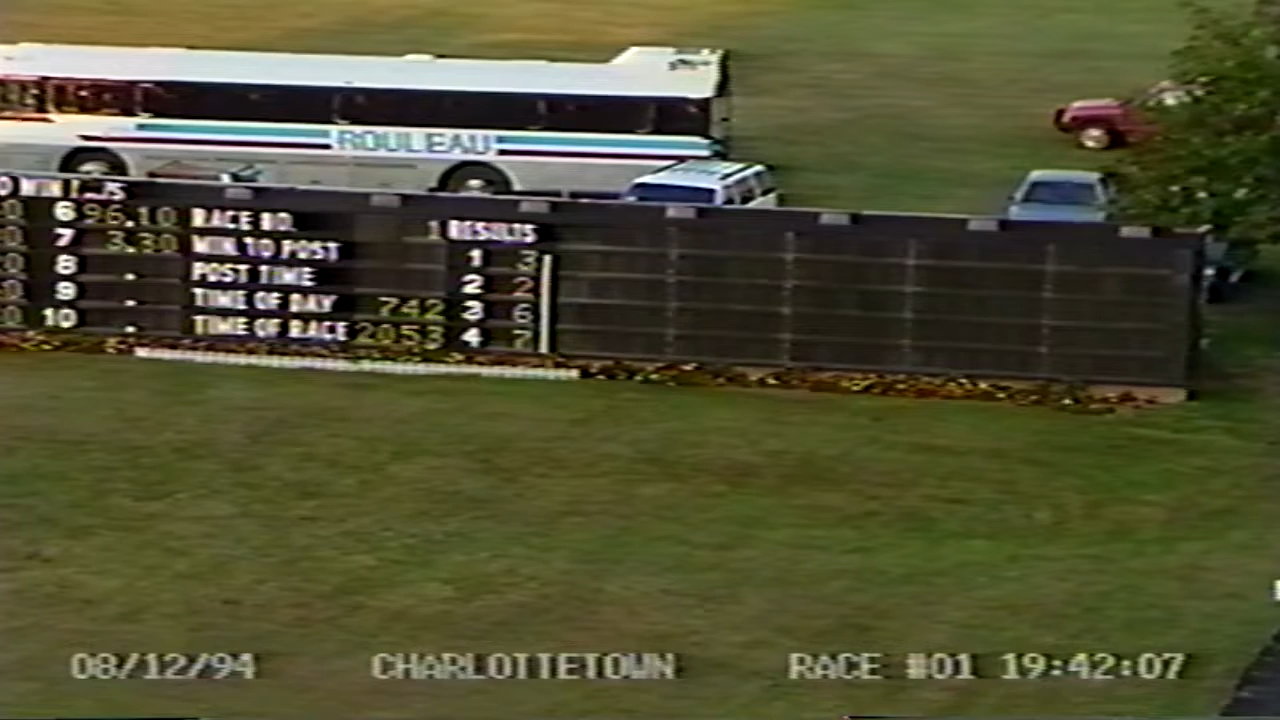 ROULEAU
6 96.10 RACE NO. 1 RESULTS
7 3.30 MIN TO POST 1 3
8 . POST TIME 2 2
9 . TIME OF DAY 742 3 6
10 . TIME OF RACE 2053 4 7
08/12/94 CHARLOTTETOWN RACE #01 19:42:07